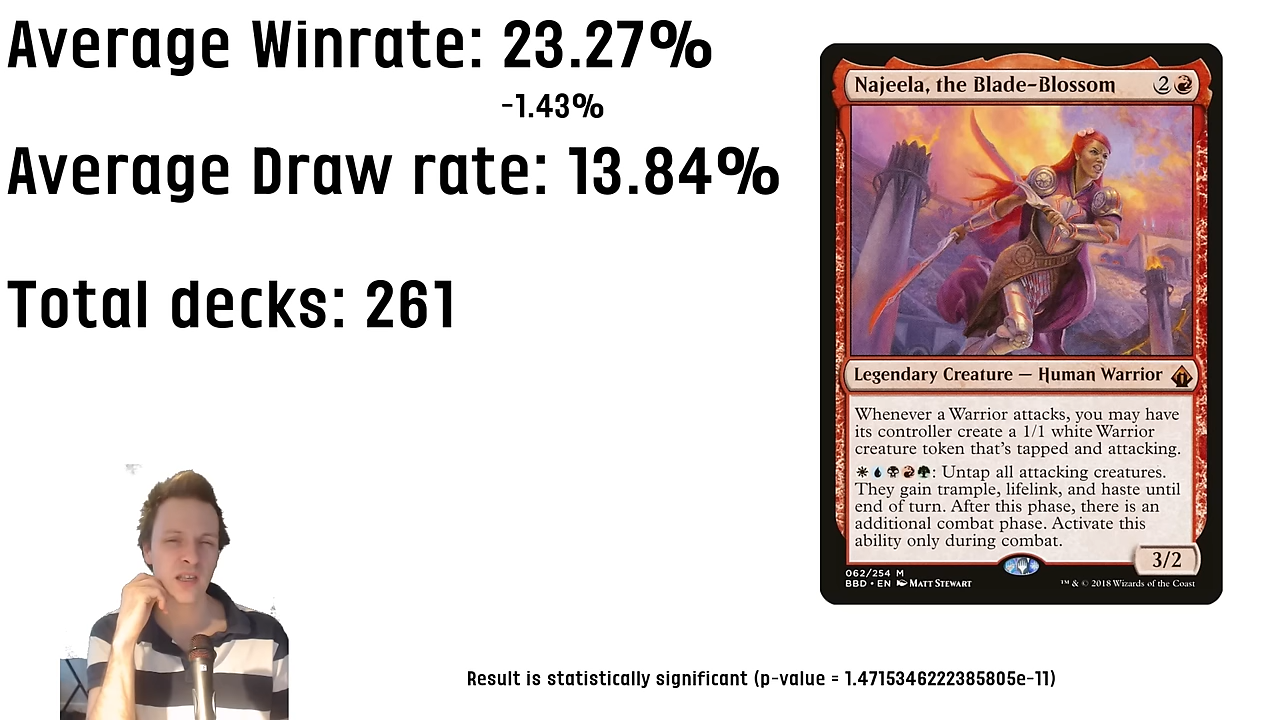 Average Winrate: 23.27%
-1.43%
Average Draw rate: 13.84%
Total decks: 261
Najeela, the Blade-Blossom 2
Legendary Creature — Human Warrior
Whenever a Warrior attacks, you may have
its controller create a 1/1 white Warrior
creature token that's tapped and attacking.
: Untap all attacking creatures.
They gain trample, lifelink, and haste until
end of turn. After this phase, there is an
additional combat phase. Activate this
ability only during combat.
3/2
062/254 M
BBD • EN MATT STEWART
™ & © 2018 Wizards of the Coast
Result is statistically significant (p-value = 1.4715346222385805e-11)